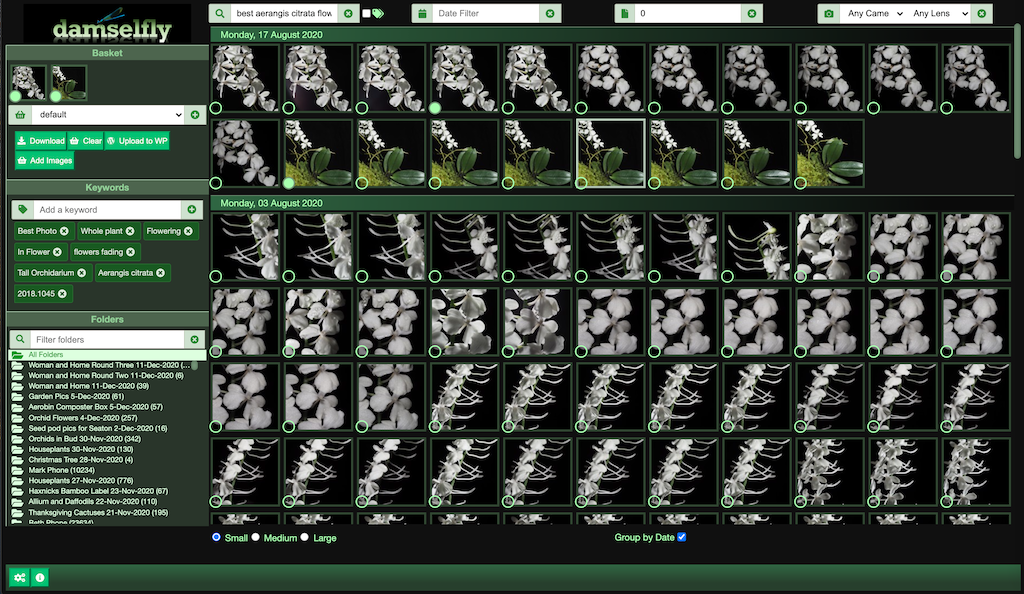 best aerangis citrata flow
Date Filter
0
Any Came
Any Lens
damselfly
Basket
default
Download
Clear
Upload to WP
Add Images
Keywords
Add a keyword
Best Photo
Whole plant
Flowering
In Flower
flowers fading
Tall Orchidarium
Aerangis citrata
2018.1045
Folders
Filter folders
All Folders
Woman and Home Round Three 11-Dec-2020 (...
Woman and Home Round Two 11-Dec-2020 (6)
Woman and Home 11-Dec-2020 (39)
Garden Pics 5-Dec-2020 (61)
Aerobin Composter Box 5-Dec-2020 (57)
Orchid Flowers 4-Dec-2020 (257)
Seed pod pics for Seaton 2-Dec-2020 (16)
Orchids in Bud 30-Nov-2020 (342)
Houseplants 30-Nov-2020 (130)
Christmas Tree 28-Nov-2020 (4)
Mark Phone (10234)
Houseplants 27-Nov-2020 (776)
Haxnicks Bamboo Label 23-Nov-2020 (67)
Allium and Daffodils 22-Nov-2020 (110)
Thanksgiving Cactuses 21-Nov-2020 (195)
Beth Phone (23634)
Monday, 17 August 2020
Monday, 03 August 2020
Small
Medium
Large
Group by Date